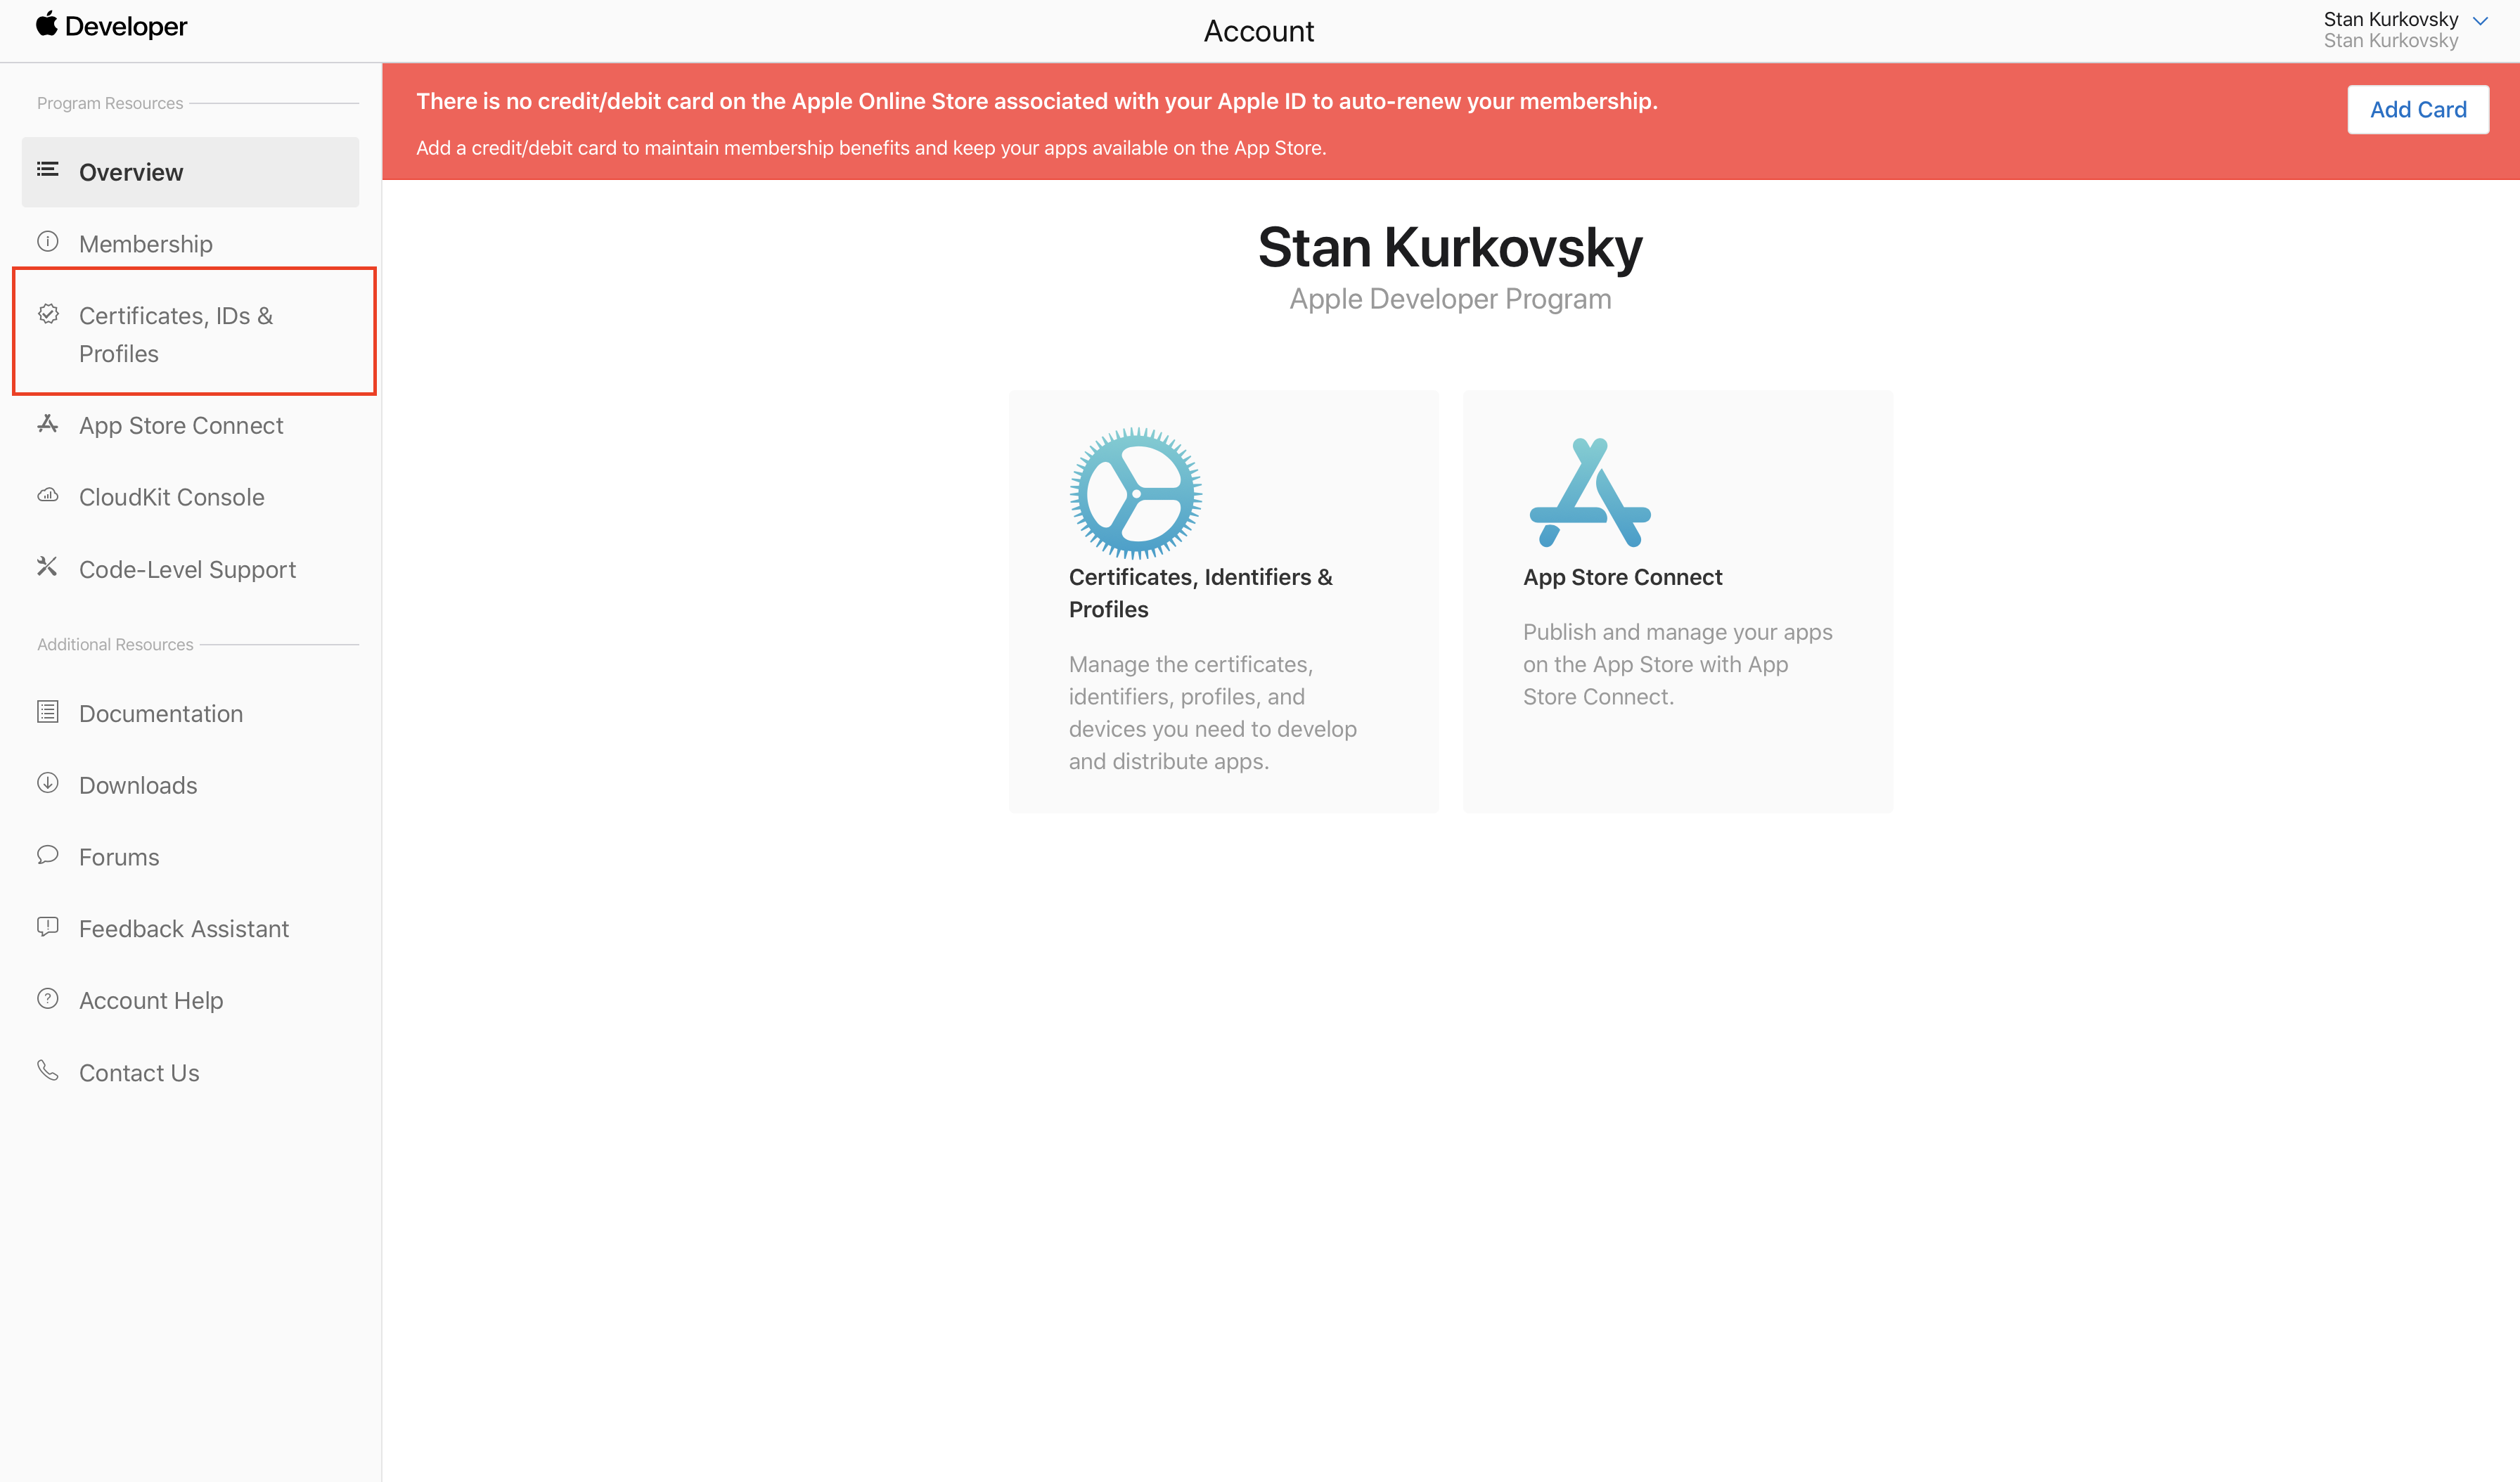 Developer
Account
Stan Kurkovsky
Stan Kurkovsky
Program Resources
Overview
Membership
Certificates, IDs &
Profiles
App Store Connect
CloudKit Console
Code-Level Support
Additional Resources
Documentation
Downloads
Forums
Feedback Assistant
Account Help
Contact Us
There is no credit/debit card on the Apple Online Store associated with your Apple ID to auto-renew your membership.
Add a credit/debit card to maintain membership benefits and keep your apps available on the App Store.
Add Card
Stan Kurkovsky
Apple Developer Program
Certificates, Identifiers &
Profiles
Manage the certificates,
identifiers, profiles, and
devices you need to develop
and distribute apps.
App Store Connect
Publish and manage your apps
on the App Store with App
Store Connect.